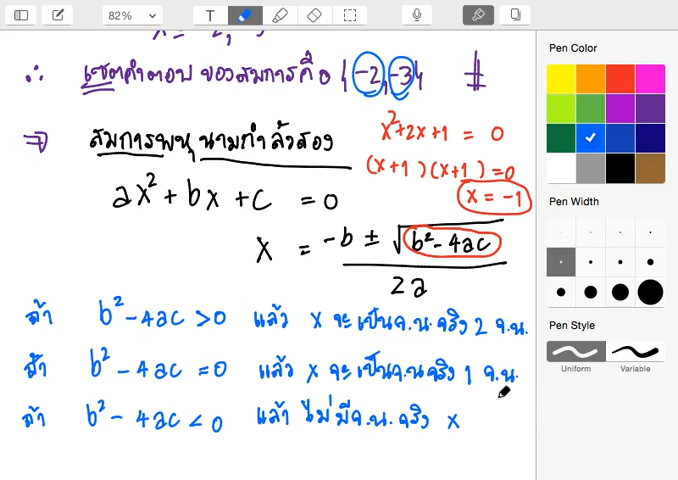 82%
T
∴ เซตคำตอบ ของสมการคือ {-2, -3} #
⇒ สมการพหุนามกำลังสอง
x² + 2x + 1 = 0
(x + 1)(x + 1) = 0
x = -1
ax² + bx + c = 0
x = (-b ± √(b² - 4ac)) / 2a
ถ้า b² - 4ac > 0 แล้ว x จะเป็นจ.น.จริง 2 จ.น.
ถ้า b² - 4ac = 0 แล้ว x จะเป็นจ.นจริง 1 จ.น.
ถ้า b² - 4ac < 0 แล้ว ไม่มีจ.น.จริง x
Pen Color
Pen Width
Pen Style
Uniform
Variable